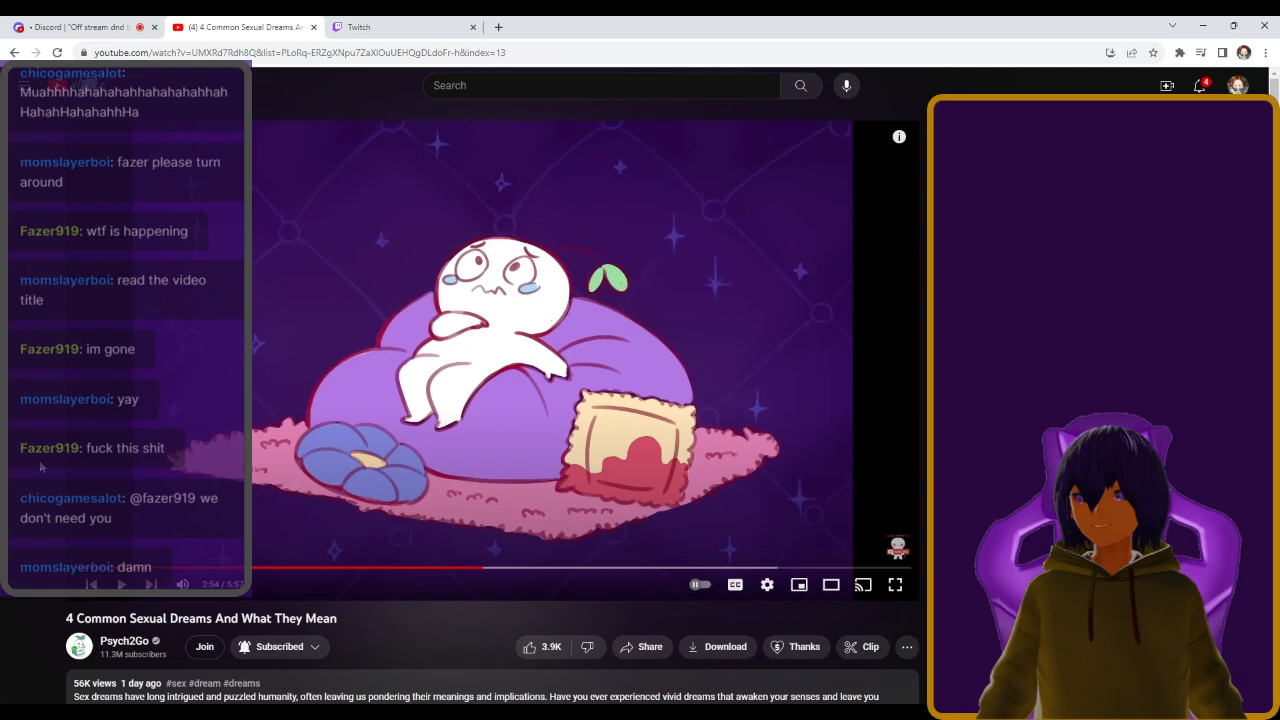 • Discord | "Off stream dnd t
(4) 4 Common Sexual Dreams An
Twitch
youtube.com/watch?v=UMXRd7Rdh8Q&list=PLoRq-ERZgXNpu7ZaXlOuUEHQgDLdoFr-h&index=13
Search
4
chicogamesalot:
HahahHahahahhHa
momslayerboi: fazer please turn
around
Fazer919: wtf is happening
momslayerboi: read the video
title
Fazer919: im gone
momslayerboi: yay
Fazer919: fuck this shit
chicogamesalot: @fazer919 we
don't need you
momslayerboi: damn
2:54 / 5:57
CC
4 Common Sexual Dreams And What They Mean
Psych2Go
11.3M subscribers
Join
Subscribed
3.9K
Share
Download
Thanks
Clip
56K views 1 day ago #sex #dream #dreams
Sex dreams have long intrigued and puzzled humanity, often leaving us pondering their meanings and implications. Have you ever experienced vivid dreams that awaken your senses and leave you